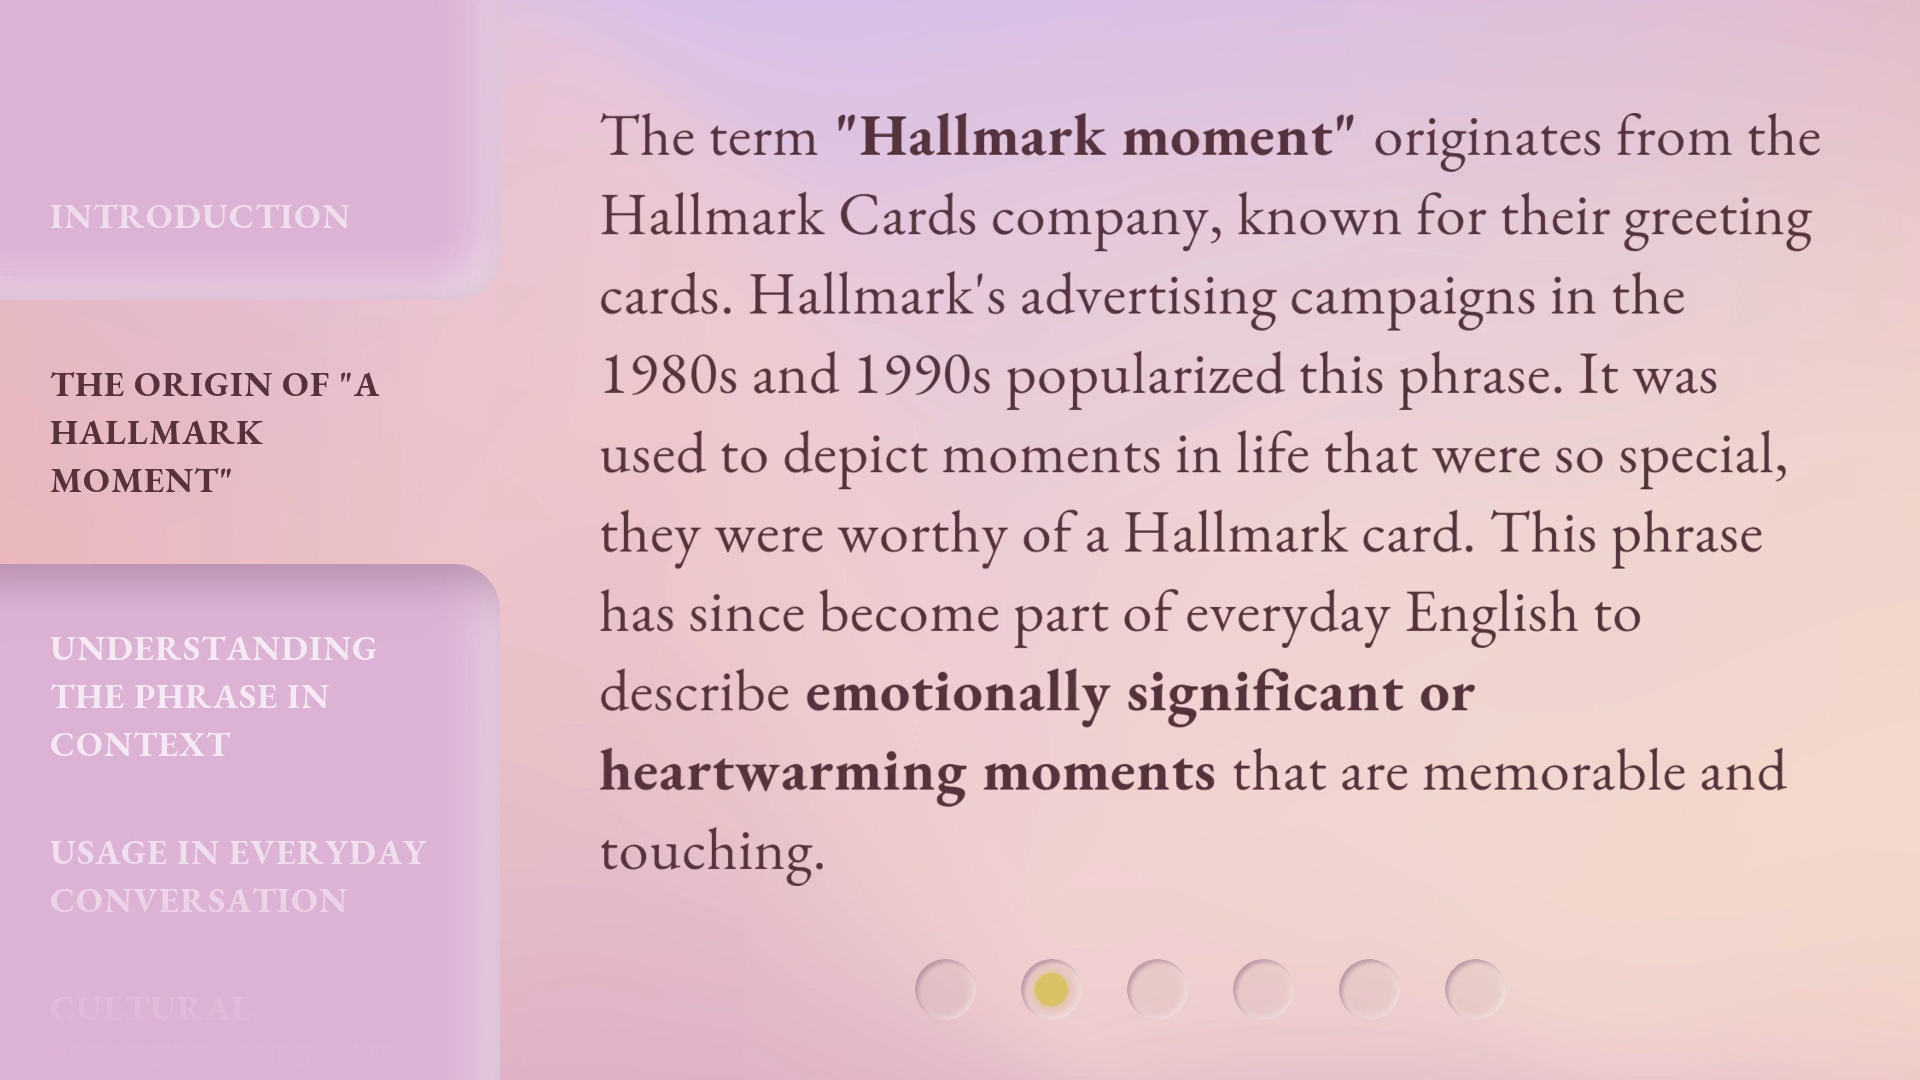 INTRODUCTION
THE ORIGIN OF "A
HALLMARK
MOMENT"
UNDERSTANDING
THE PHRASE IN
CONTEXT
USAGE IN EVERYDAY
CONVERSATION
CULTURAL
SIGNIFICANCE AND
The term "Hallmark moment" originates from the
Hallmark Cards company, known for their greeting
cards. Hallmark's advertising campaigns in the
1980s and 1990s popularized this phrase. It was
used to depict moments in life that were so special,
they were worthy of a Hallmark card. This phrase
has since become part of everyday English to
describe emotionally significant or
heartwarming moments that are memorable and
touching.